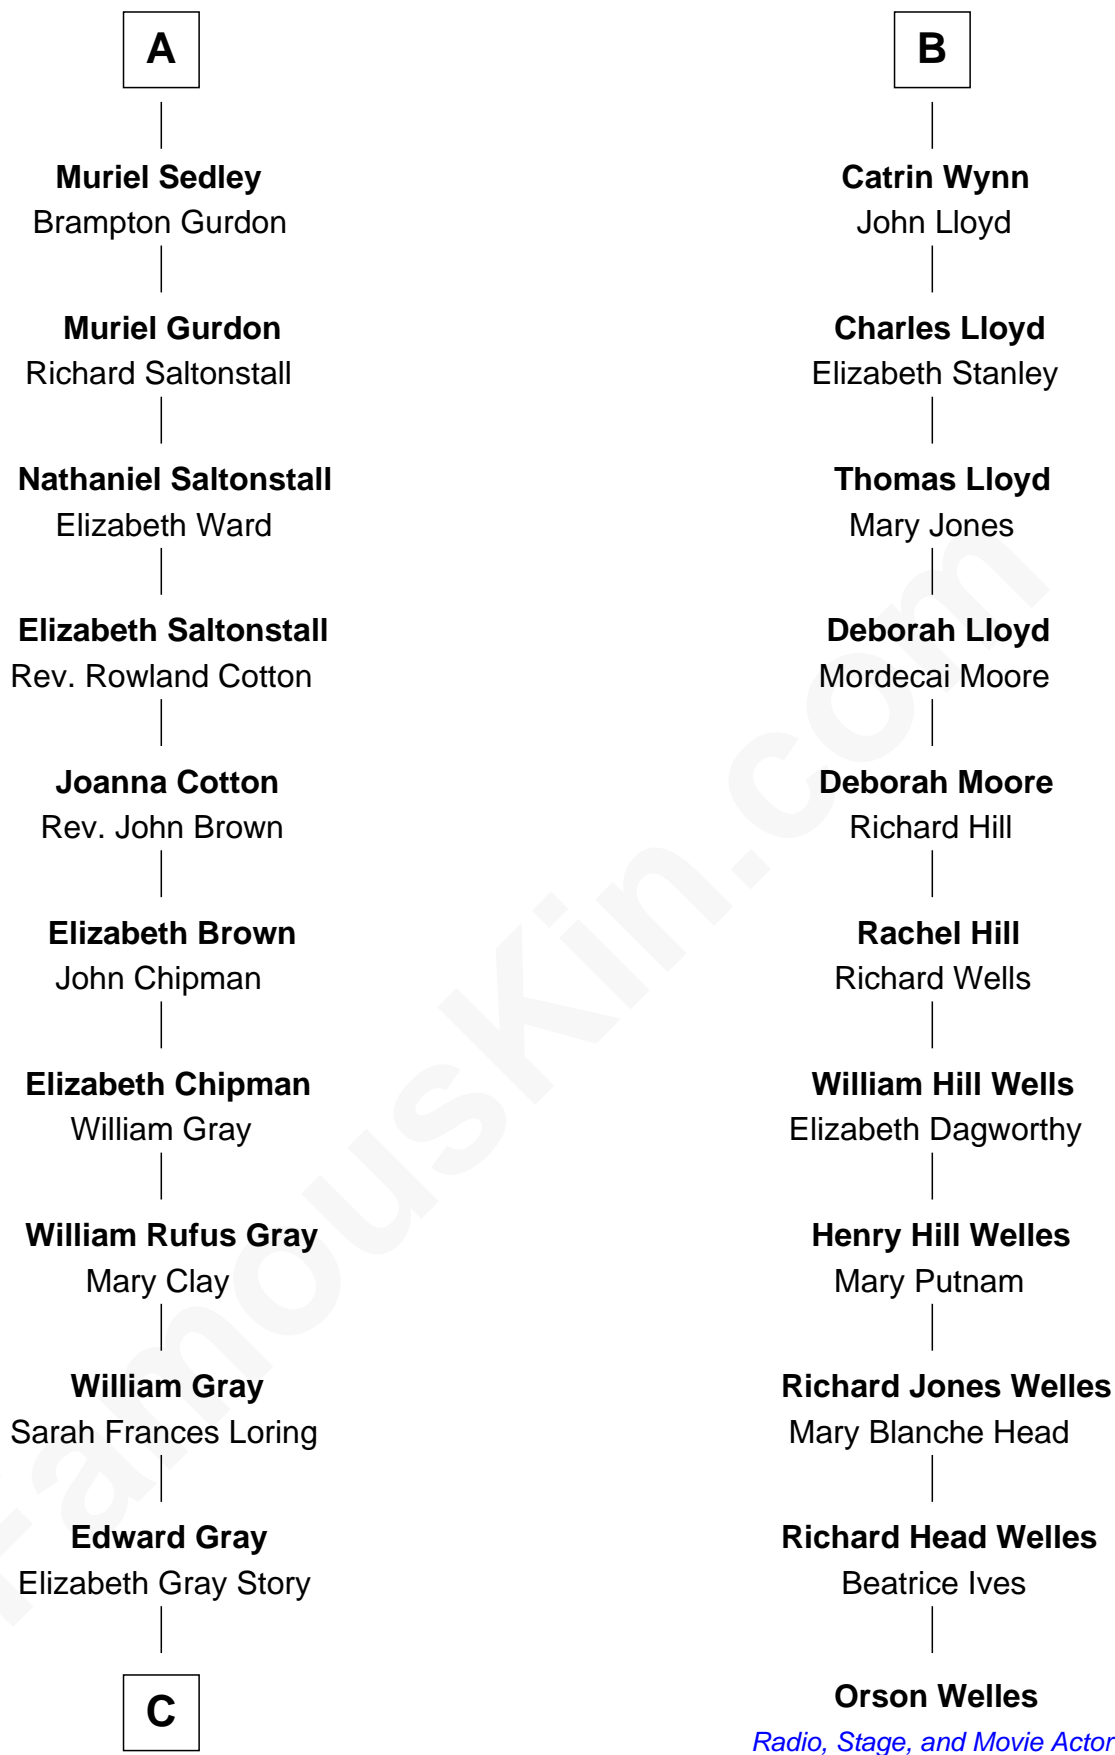 A
Muriel Sedley
Brampton Gurdon
Muriel Gurdon
Richard Saltonstall
Nathaniel Saltonstall
Elizabeth Ward
Elizabeth Saltonstall
Rev. Rowland Cotton
Joanna Cotton
Rev. John Brown
Elizabeth Brown
John Chipman
Elizabeth Chipman
William Gray
William Rufus Gray
Mary Clay
William Gray
Sarah Frances Loring
Edward Gray
Elizabeth Gray Story
C
B
Catrin Wynn
John Lloyd
Charles Lloyd
Elizabeth Stanley
Thomas Lloyd
Mary Jones
Deborah Lloyd
Mordecai Moore
Deborah Moore
Richard Hill
Rachel Hill
Richard Wells
William Hill Wells
Elizabeth Dagworthy
Henry Hill Welles
Mary Putnam
Richard Jones Welles
Mary Blanche Head
Richard Head Welles
Beatrice Ives
Orson Welles
Radio, Stage, and Movie Actor
FamousKin.com